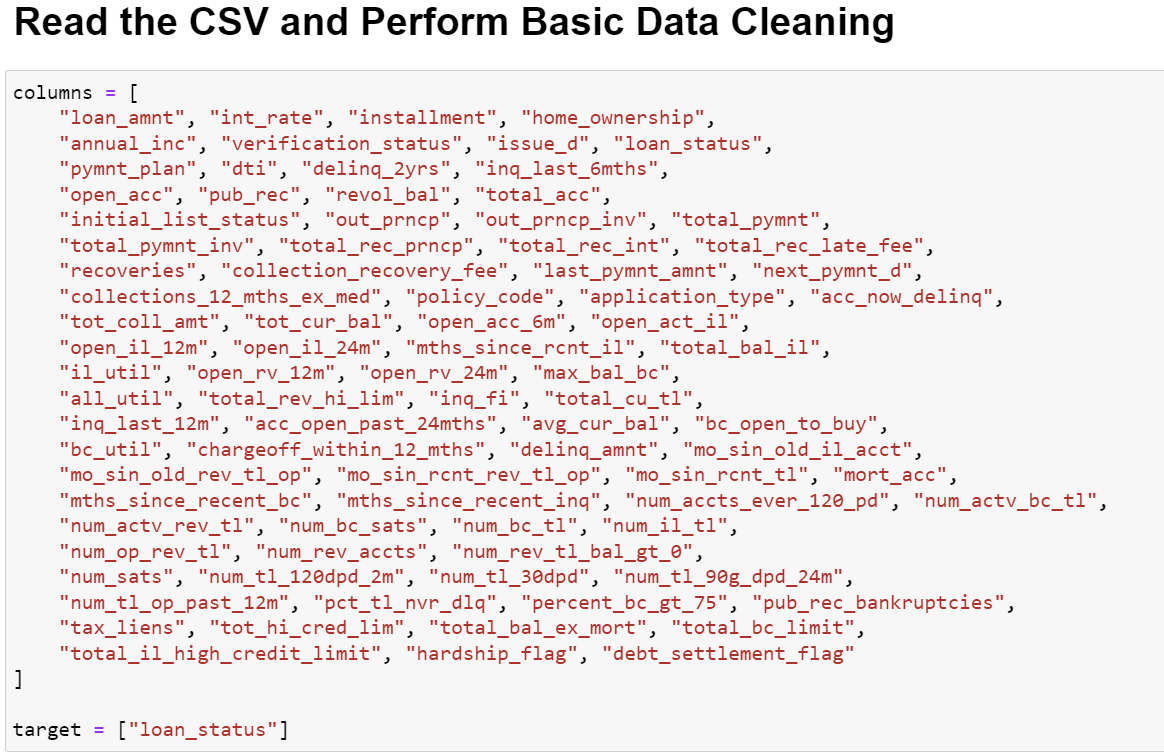 Read the CSV and Perform Basic Data Cleaning
columns = [
    "loan_amnt", "int_rate", "installment", "home_ownership",
    "annual_inc", "verification_status", "issue_d", "loan_status",
    "pymnt_plan", "dti", "delinq_2yrs", "inq_last_6mths",
    "open_acc", "pub_rec", "revol_bal", "total_acc",
    "initial_list_status", "out_prncp", "out_prncp_inv", "total_pymnt",
    "total_pymnt_inv", "total_rec_prncp", "total_rec_int", "total_rec_late_fee",
    "recoveries", "collection_recovery_fee", "last_pymnt_amnt", "next_pymnt_d",
    "collections_12_mths_ex_med", "policy_code", "application_type", "acc_now_delinq",
    "tot_coll_amt", "tot_cur_bal", "open_acc_6m", "open_act_il",
    "open_il_12m", "open_il_24m", "mths_since_rcnt_il", "total_bal_il",
    "il_util", "open_rv_12m", "open_rv_24m", "max_bal_bc",
    "all_util", "total_rev_hi_lim", "inq_fi", "total_cu_tl",
    "inq_last_12m", "acc_open_past_24mths", "avg_cur_bal", "bc_open_to_buy",
    "bc_util", "chargeoff_within_12_mths", "delinq_amnt", "mo_sin_old_il_acct",
    "mo_sin_old_rev_tl_op", "mo_sin_rcnt_rev_tl_op", "mo_sin_rcnt_tl", "mort_acc",
    "mths_since_recent_bc", "mths_since_recent_inq", "num_accts_ever_120_pd", "num_actv_bc_tl",
    "num_actv_rev_tl", "num_bc_sats", "num_bc_tl", "num_il_tl",
    "num_op_rev_tl", "num_rev_accts", "num_rev_tl_bal_gt_0",
    "num_sats", "num_tl_120dpd_2m", "num_tl_30dpd", "num_tl_90g_dpd_24m",
    "num_tl_op_past_12m", "pct_tl_nvr_dlq", "percent_bc_gt_75", "pub_rec_bankruptcies",
    "tax_liens", "tot_hi_cred_lim", "total_bal_ex_mort", "total_bc_limit",
    "total_il_high_credit_limit", "hardship_flag", "debt_settlement_flag"
]
target = ["loan_status"]